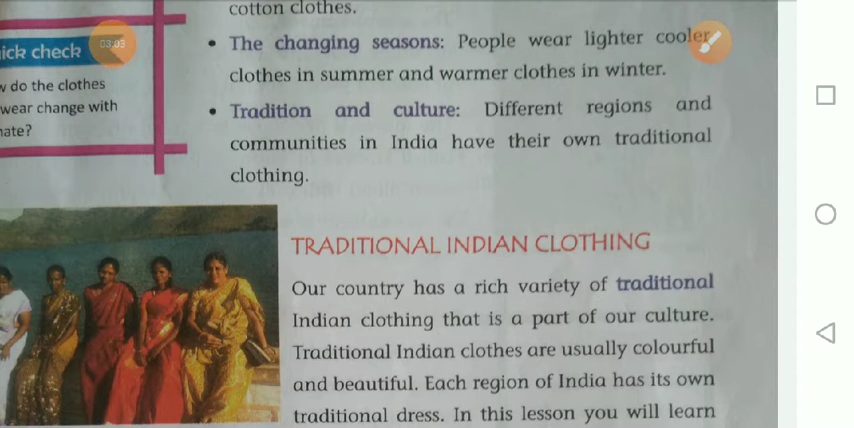 cotton clothes.
• The changing seasons: People wear lighter cooler
clothes in summer and warmer clothes in winter.
• Tradition and culture: Different regions and
communities in India have their own traditional
clothing.
check
03:03
do the clothes
wear change with
TRADITIONAL INDIAN CLOTHING
Our country has a rich variety of traditional
Indian clothing that is a part of our culture.
Traditional Indian clothes are usually colourful
and beautiful. Each region of India has its own
traditional dress. In this lesson you will learn